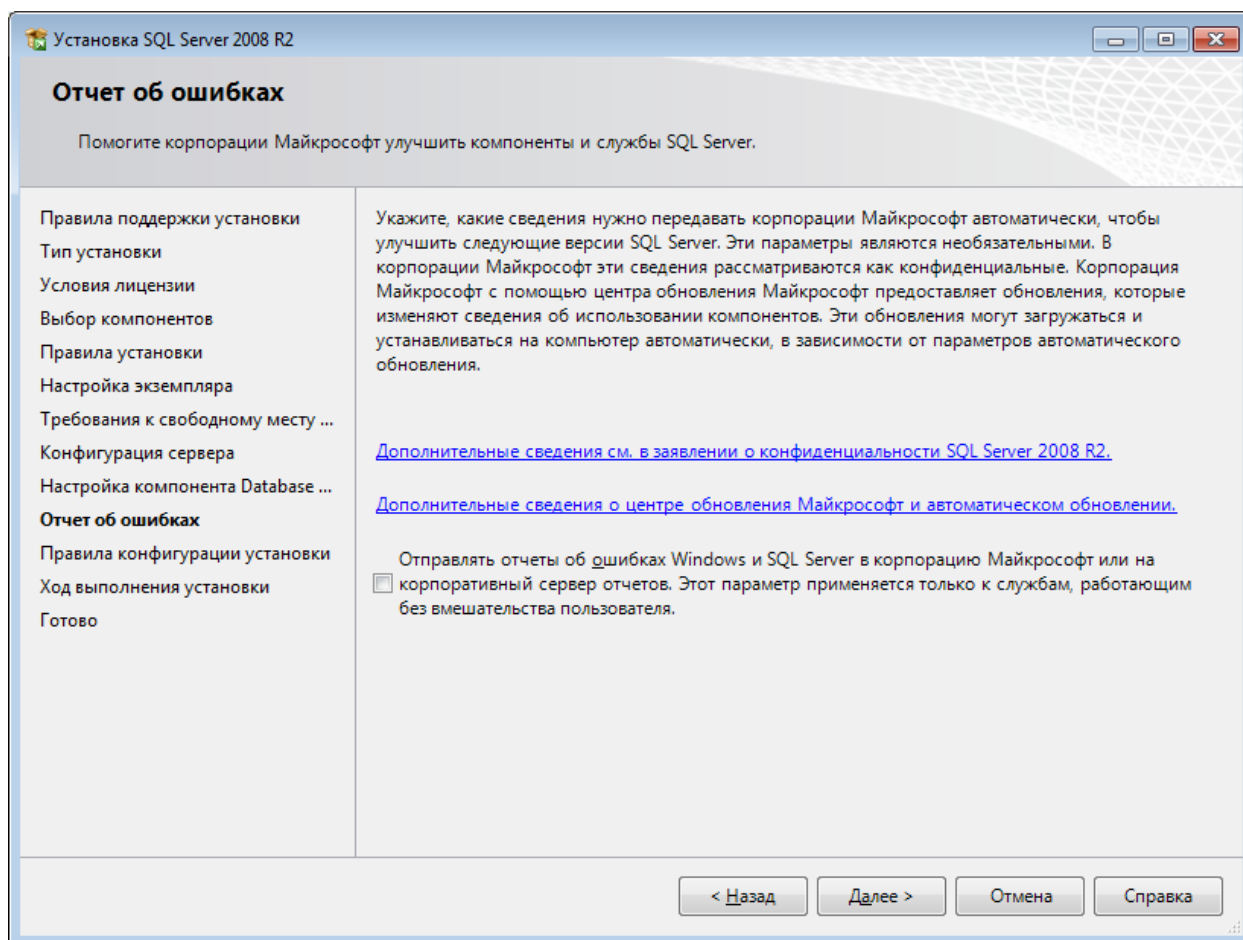 Установка SQL Server 2008 R2
Отчет об ошибках
Помогите корпорации Майкрософт улучшить компоненты и службы SQL Server.
Правила поддержки установки
Тип установки
Условия лицензии
Выбор компонентов
Правила установки
Настройка экземпляра
Требования к свободному месту ...
Конфигурация сервера
Настройка компонента Database ...
Отчет об ошибках
Правила конфигурации установки
Ход выполнения установки
Готово
Укажите, какие сведения нужно передавать корпорации Майкрософт автоматически, чтобы
улучшить следующие версии SQL Server. Эти параметры являются необязательными. В
корпорации Майкрософт эти сведения рассматриваются как конфиденциальные. Корпорация
Майкрософт с помощью центра обновления Майкрософт предоставляет обновления, которые
изменяют сведения об использовании компонентов. Эти обновления могут загружаться и
устанавливаться на компьютер автоматически, в зависимости от параметров автоматического
обновления.
Дополнительные сведения см. в заявлении о конфиденциальности SQL Server 2008 R2.
Дополнительные сведения о центре обновления Майкрософт и автоматическом обновлении.
Отправлять отчеты об ошибках Windows и SQL Server в корпорацию Майкрософт или на
корпоративный сервер отчетов. Этот параметр применяется только к службам, работающим
без вмешательства пользователя.
< Назад
Далее >
Отмена
Справка